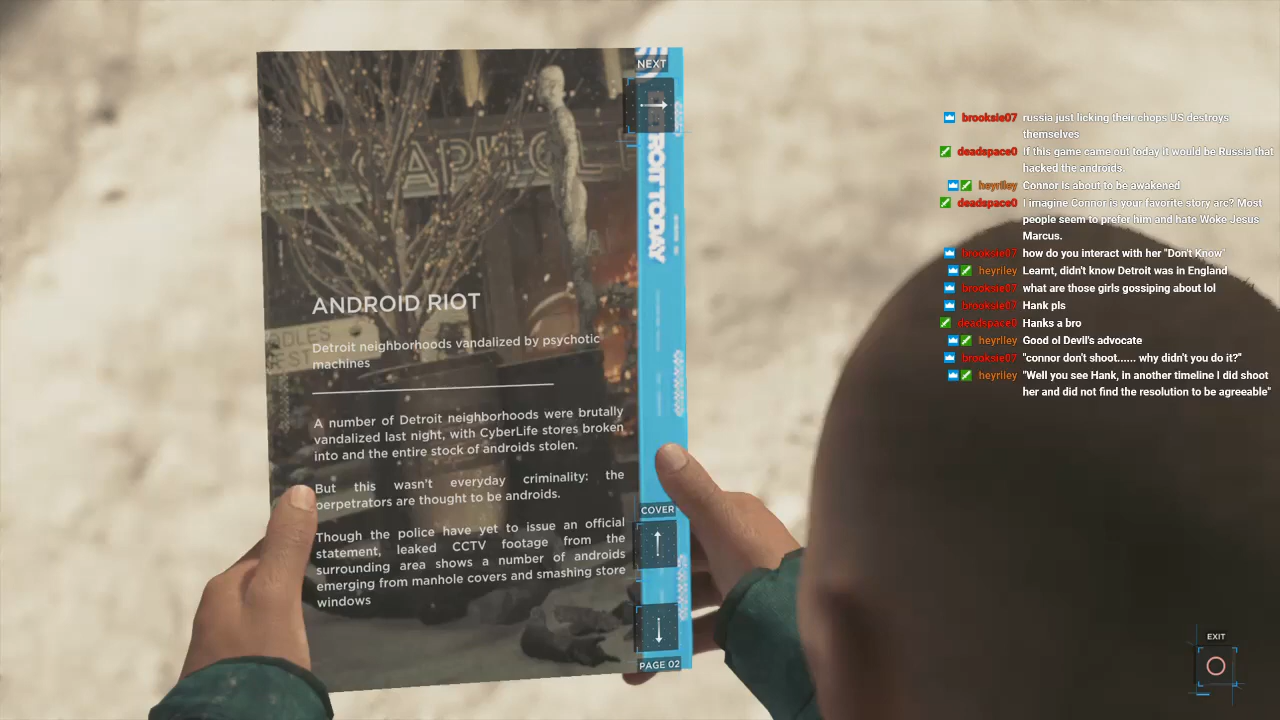 NEXT
DETROIT TODAY
CAPITOL
ANDROID RIOT
Detroit neighborhoods vandalized by psychotic
machines
A number of Detroit neighborhoods were brutally
vandalized last night, with CyberLife stores broken
into and the entire stock of androids stolen.
But this wasn't everyday criminality: the
perpetrators are thought to be androids.
Though the police have yet to issue an official
statement, leaked CCTV footage from the
surrounding area shows a number of androids
emerging from manhole covers and smashing store
windows
COVER
PAGE 02
brooksie07 russia just licking their chops US destroys
themselves
deadspace0 If this game came out today it would be Russia that
hacked the androids
heyriley Connor is about to be awakened
deadspace0 I imagine Connor is your favorite story arc? Most
people seem to prefer him and hate Woke Jesus
Marcus.
brooksie07 how do you interact with her "Don't Know"
heyriley Learnt, didn't know Detroit was in England
brooksie07 what are those girls gossiping about lol
brooksie07 Hank pls
deadspace0 Hanks a bro
heyriley Good ol Devil's advocate
brooksie07 "connor don't shoot...... why didn't you do it?"
heyriley "Well you see Hank, in another timeline I did shoot
her and did not find the resolution to be agreeable"
EXIT